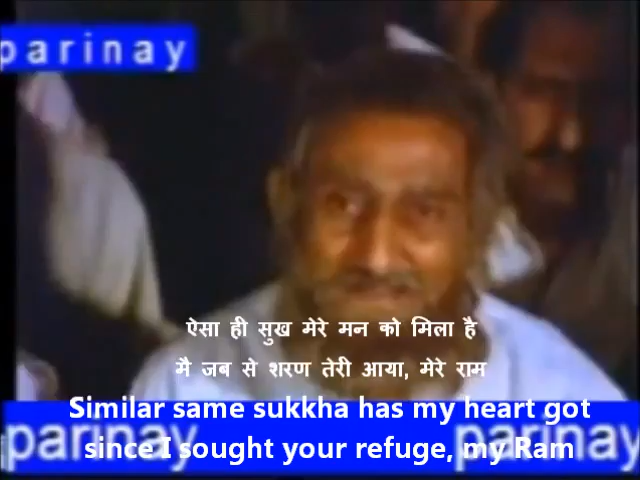 parinay
ऐसा ही सुख मेरे मन को मिला है
मै जब से शरण तेरी आया, मेरे राम
Similar same sukkha has my heart got
since I sought your refuge, my Ram
parinay parinay